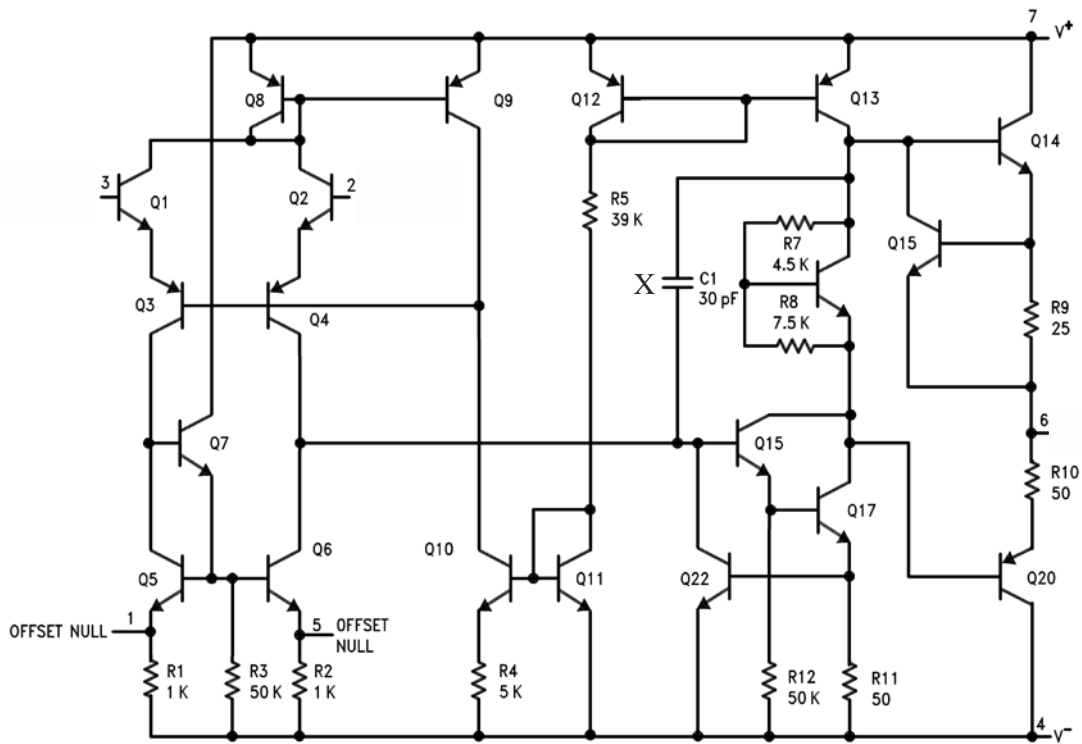 7
V+
Q8
Q9
Q12
Q13
Q14
3
Q1
Q2
2
R5
39 K
Q15
R7
4.5 K
X
C1
30 pF
R8
7.5 K
Q3
Q4
R9
25
6
Q7
Q15
R10
50
Q17
Q5
Q6
Q10
Q11
Q22
Q20
1
OFFSET NULL
5
OFFSET
NULL
R1
1 K
R3
50 K
R2
1 K
R4
5 K
R12
50 K
R11
50
4
V-